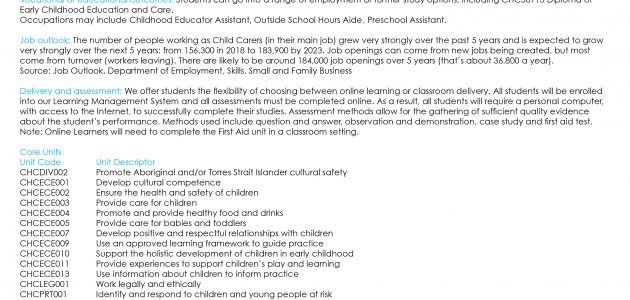 Vocational or educational outcomes: Students can go into a range of employment or further study options, including CHC50113 Diploma of
Early Childhood Education and Care.
Occupations may include Childhood Educator Assistant, Outside School Hours Aide, Preschool Assistant.
Job outlook: The number of people working as Child Carers (in their main job) grew very strongly over the past 5 years and is expected to grow
very strongly over the next 5 years: from 156,300 in 2018 to 183,900 by 2023. Job openings can come from new jobs being created, but most
come from turnover (workers leaving). There are likely to be around 184,000 job openings over 5 years (that's about 36,800 a year).
Source: Job Outlook. Department of Employment, Skills, Small and Family Business
Delivery and assessment: We offer students the flexibility of choosing between online learning or classroom delivery. All students will be enrolled
into our Learning Management System and all assessments must be completed online. As a result, all students will require a personal computer,
with access to the Internet, to successfully complete their studies. Assessment methods allow for the gathering of sufficient quality evidence
about the student's performance. Methods used include question and answer, observation and demonstration, case study and first aid test.
Note: Online Learners will need to complete the First Aid unit in a classroom setting.
Core Units
Unit Code Unit Descriptor
CHCDIV002 Promote Aboriginal and/or Torres Strait Islander cultural safety
CHCECE001 Develop cultural competence
CHCECE002 Ensure the health and safety of children
CHCECE003 Provide care for children
CHCECE004 Promote and provide healthy food and drinks
CHCECE005 Provide care for babies and toddlers
CHCECE007 Develop positive and respectful relationships with children
CHCECE009 Use an approved learning framework to guide practice
CHCECE010 Support the holistic development of children in early childhood
CHCECE011 Provide experiences to support children's play and learning
CHCECE013 Use information about children to inform practice
CHCLEG001 Work legally and ethically
CHCPRT001 Identify and respond to children and young people at risk